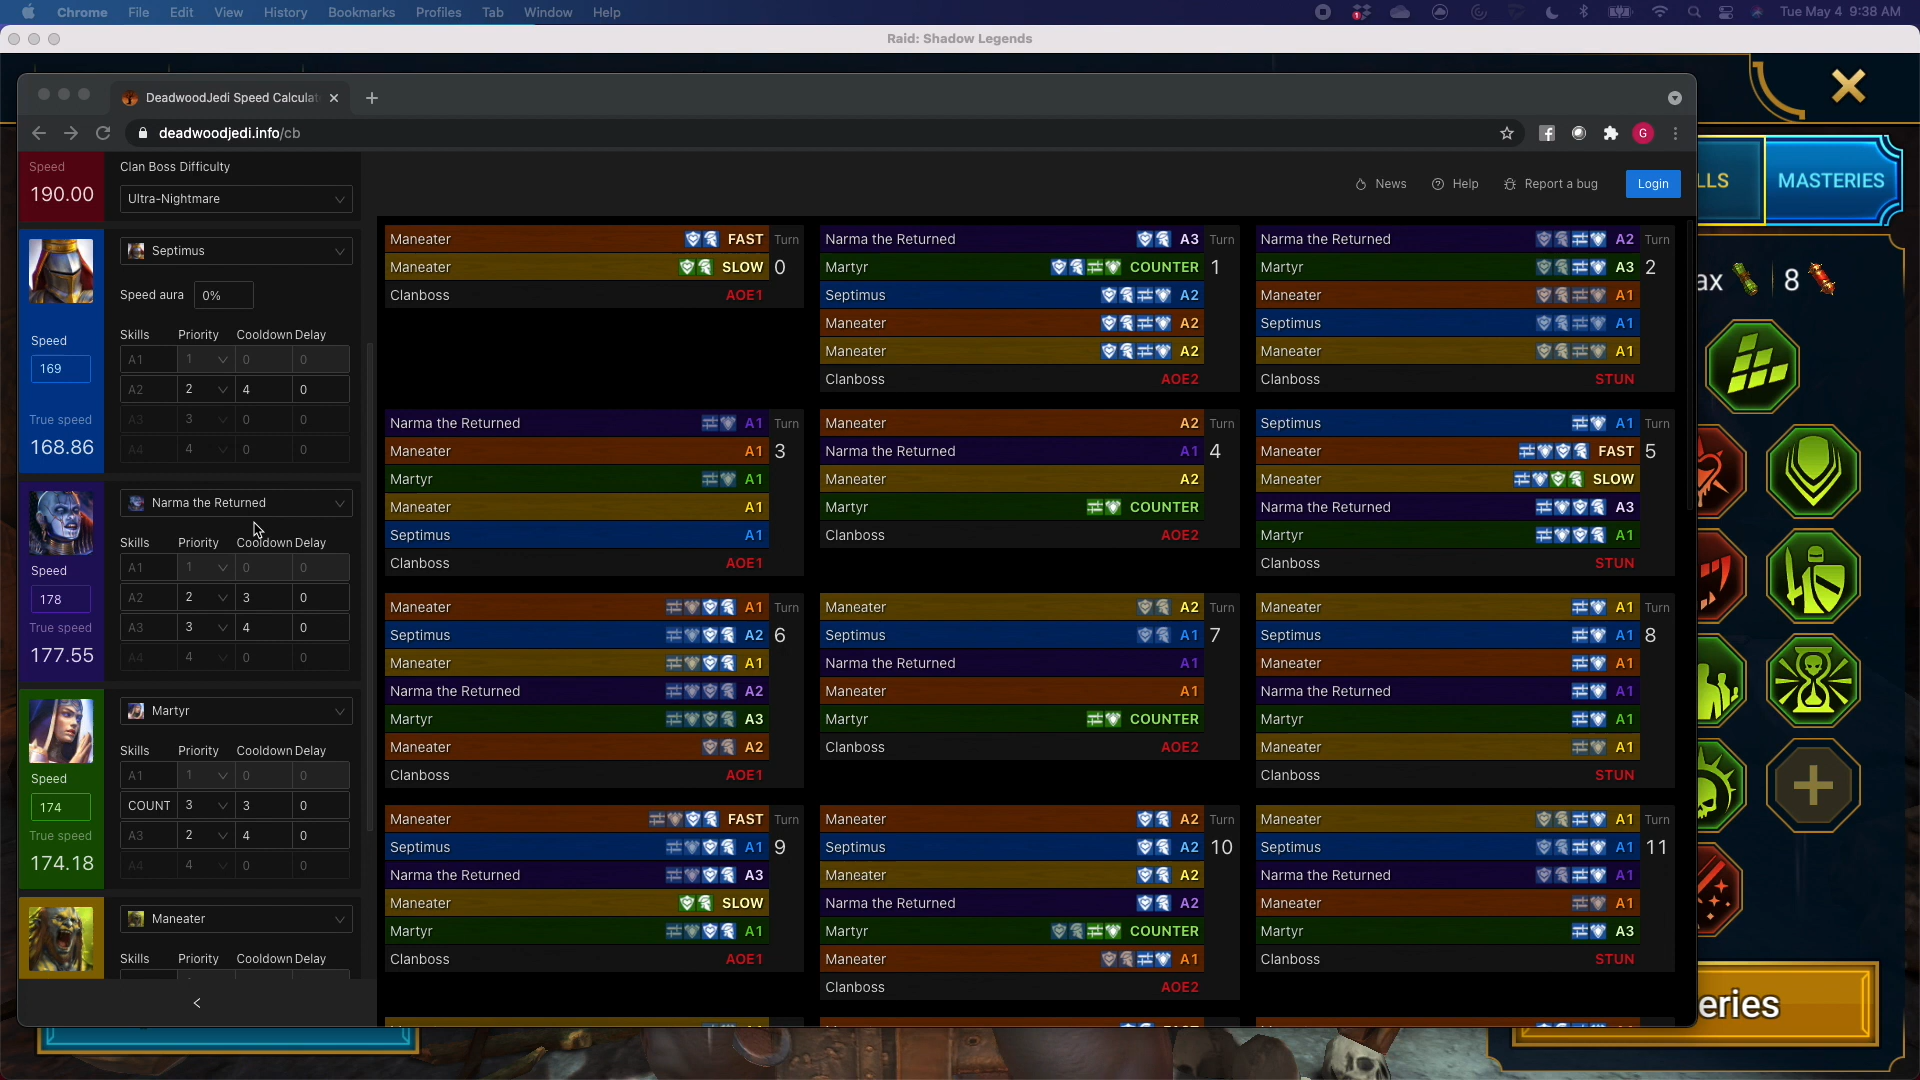 Chrome File Edit View History Bookmarks Profiles Tab Window Help
Tue May 4 9:38 AM
Raid: Shadow Legends
DeadwoodJedi Speed Calculat
deadwoodjedi.info/cb
G
News Help Report a bug Login
LLS MASTERIES
ax 8
eries
Speed
190.00
Clan Boss Difficulty
Ultra-Nightmare
Septimus
Speed aura 0%
Speed
169
True speed
168.86
Skills Priority Cooldown Delay
A1 1 0 0
A2 2 4 0
A3 3 0 0
A4 4 0 0
Narma the Returned
Speed
178
True speed
177.55
Skills Priority Cooldown Delay
A1 1 0 0
A2 2 3 0
A3 3 4 0
A4 4 0 0
Martyr
Speed
174
True speed
174.18
Skills Priority Cooldown Delay
A1 1 0 0
COUNT 3 3 0
A3 2 4 0
A4 4 0 0
Maneater
Skills Priority Cooldown Delay
Turn 0
Maneater FAST
Maneater SLOW
Clanboss AOE1
Turn 1
Narma the Returned A3
Martyr COUNTER
Septimus A2
Maneater A2
Maneater A2
Clanboss AOE2
Turn 2
Narma the Returned A2
Martyr A3
Maneater A1
Septimus A1
Maneater A1
Clanboss STUN
Turn 3
Narma the Returned A1
Maneater A1
Martyr A1
Maneater A1
Septimus A1
Clanboss AOE1
Turn 4
Maneater A2
Narma the Returned A1
Maneater A2
Martyr COUNTER
Clanboss AOE2
Turn 5
Septimus A1
Maneater FAST
Maneater SLOW
Narma the Returned A3
Martyr A1
Clanboss STUN
Turn 6
Maneater A1
Septimus A2
Maneater A1
Narma the Returned A2
Martyr A3
Maneater A2
Clanboss AOE1
Turn 7
Maneater A2
Septimus A1
Narma the Returned A1
Maneater A1
Martyr COUNTER
Clanboss AOE2
Turn 8
Maneater A1
Septimus A1
Maneater A1
Narma the Returned A1
Martyr A1
Maneater A1
Clanboss STUN
Turn 9
Maneater FAST
Septimus A1
Narma the Returned A3
Maneater SLOW
Martyr A1
Clanboss AOE1
Turn 10
Maneater A2
Septimus A2
Maneater A2
Narma the Returned A2
Martyr COUNTER
Maneater A1
Clanboss AOE2
Turn 11
Maneater A1
Septimus A1
Narma the Returned A1
Maneater A1
Martyr A3
Clanboss STUN